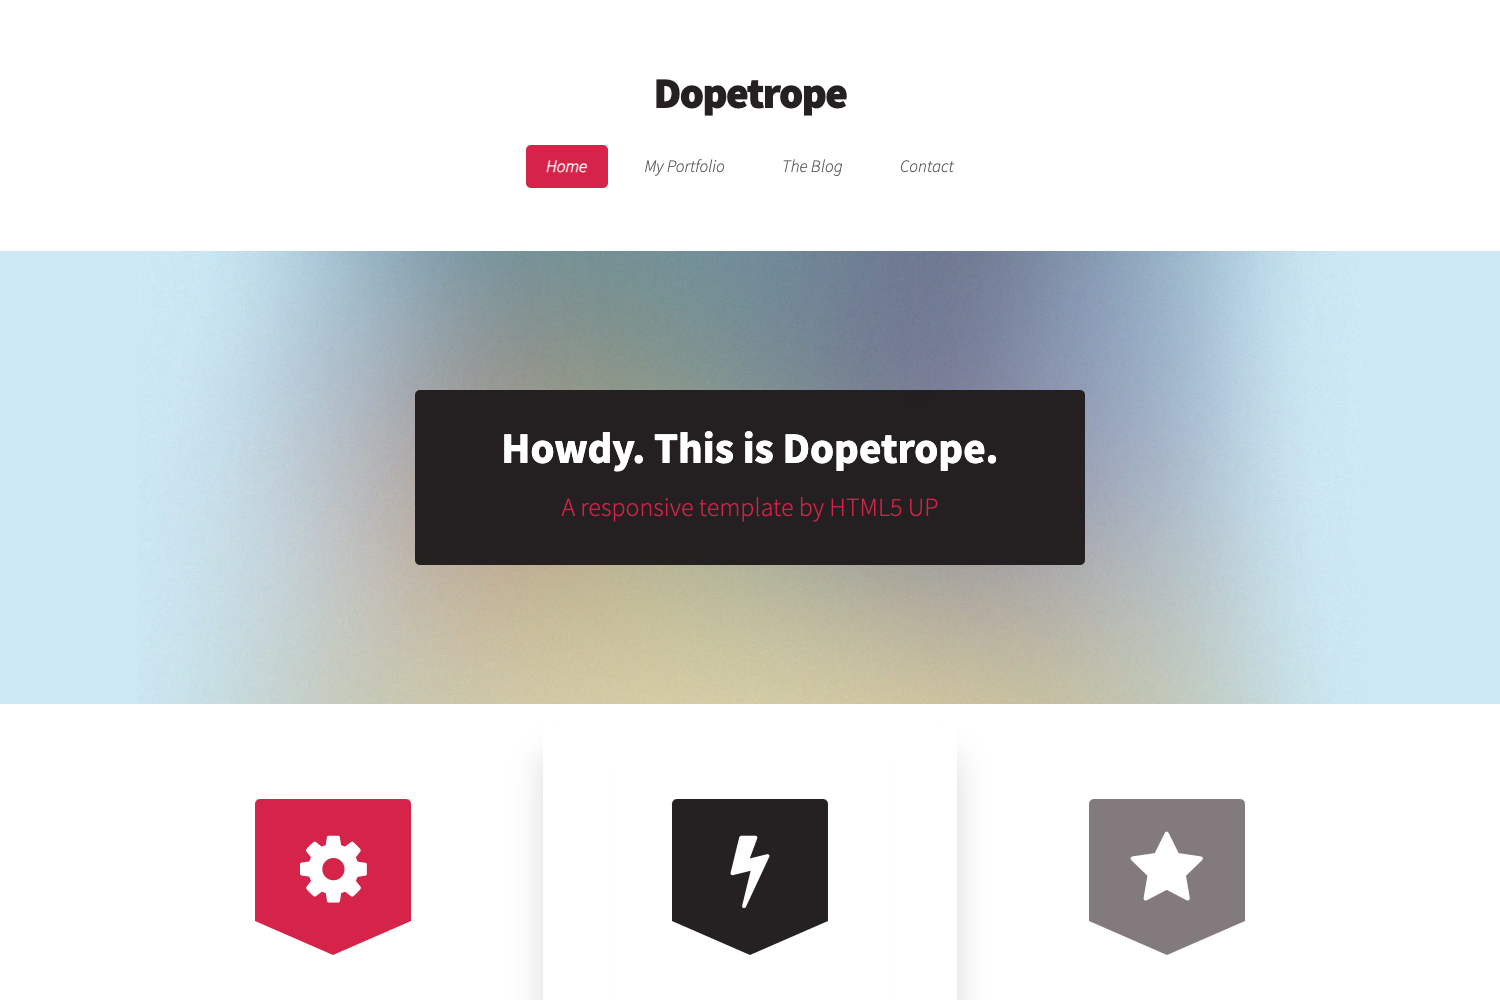 Dopetrope
Home My Portfolio The Blog Contact
Howdy. This is Dopetrope.
A responsive template by HTML5 UP